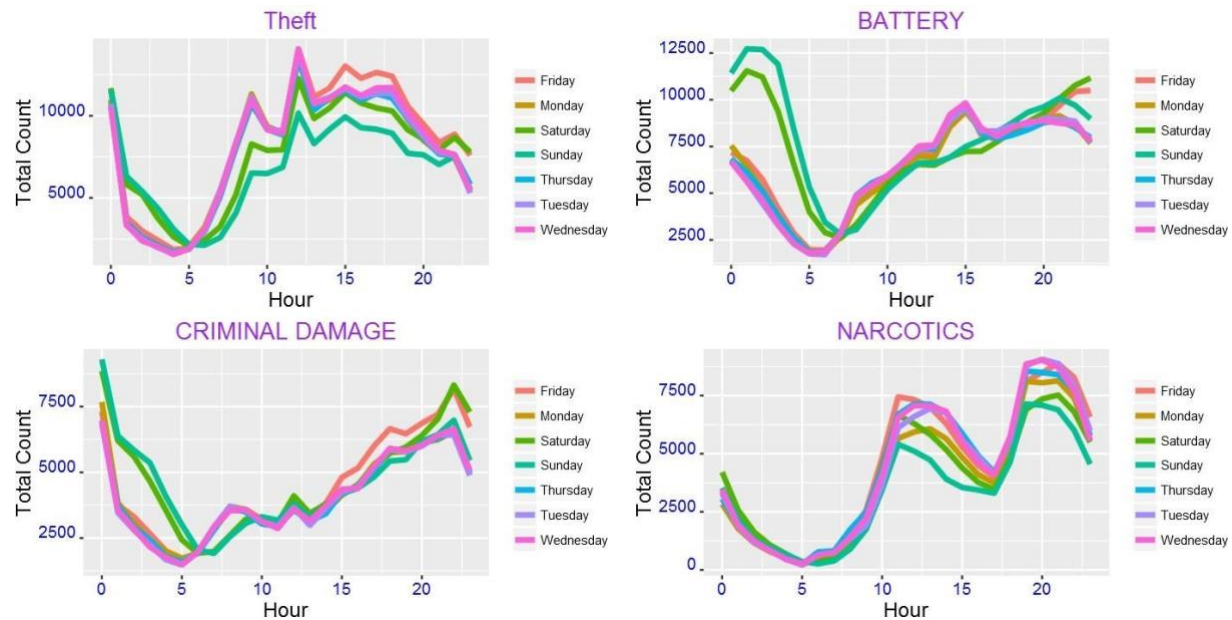 Theft
Total Count
10000
5000
0 5 10 15 20
Hour
Friday
Monday
Saturday
Sunday
Thursday
Tuesday
Wednesday
BATTERY
Total Count
12500
10000
7500
5000
2500
0 5 10 15 20
Hour
Friday
Monday
Saturday
Sunday
Thursday
Tuesday
Wednesday
CRIMINAL DAMAGE
Total Count
7500
5000
2500
0 5 10 15 20
Hour
Friday
Monday
Saturday
Sunday
Thursday
Tuesday
Wednesday
NARCOTICS
Total Count
7500
5000
2500
0
0 5 10 15 20
Hour
Friday
Monday
Saturday
Sunday
Thursday
Tuesday
Wednesday